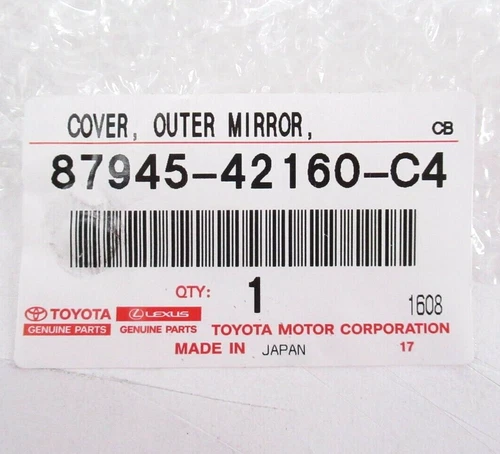 COVER, OUTER MIRROR, CB
87945-42160-C4
QTY: 1 1608
TOYOTA LEXUS
GENUINE PARTS GENUINE PARTS TOYOTA MOTOR CORPORATION
MADE IN JAPAN 17